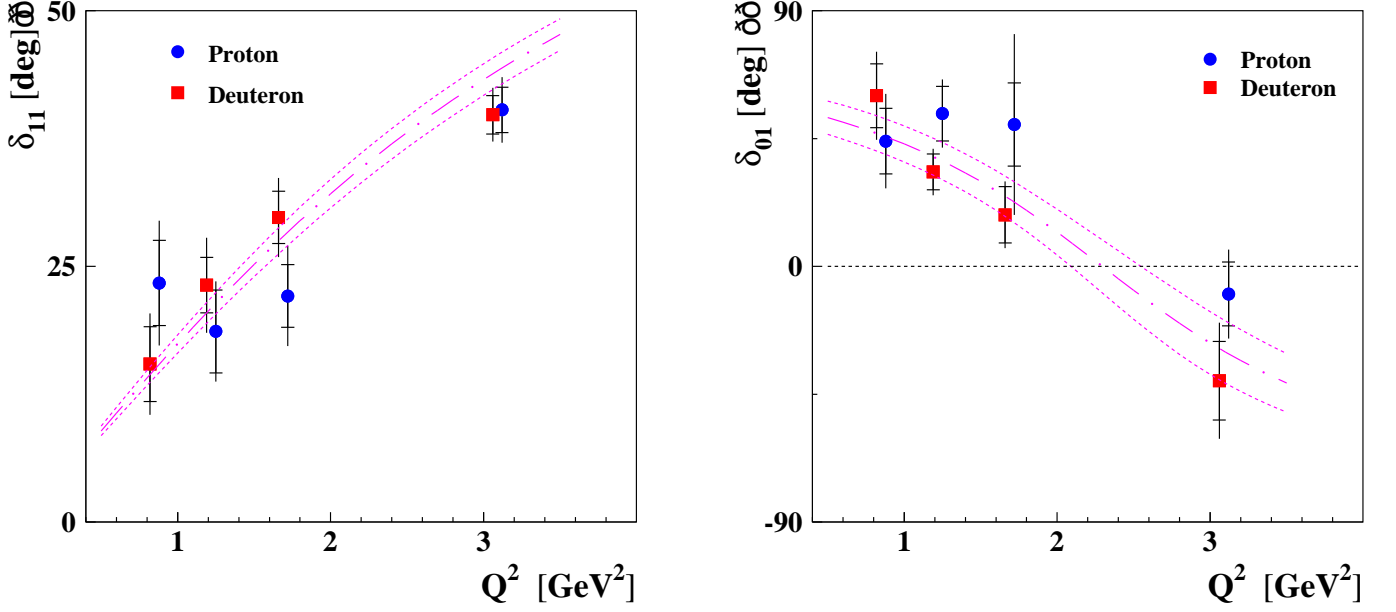 δ₁₁ [deg]
50
25
0
Proton
Deuteron
1 2 3
Q² [GeV²]
δ₀₁ [deg]
90
0
-90
Proton
Deuteron
1 2 3
Q² [GeV²]